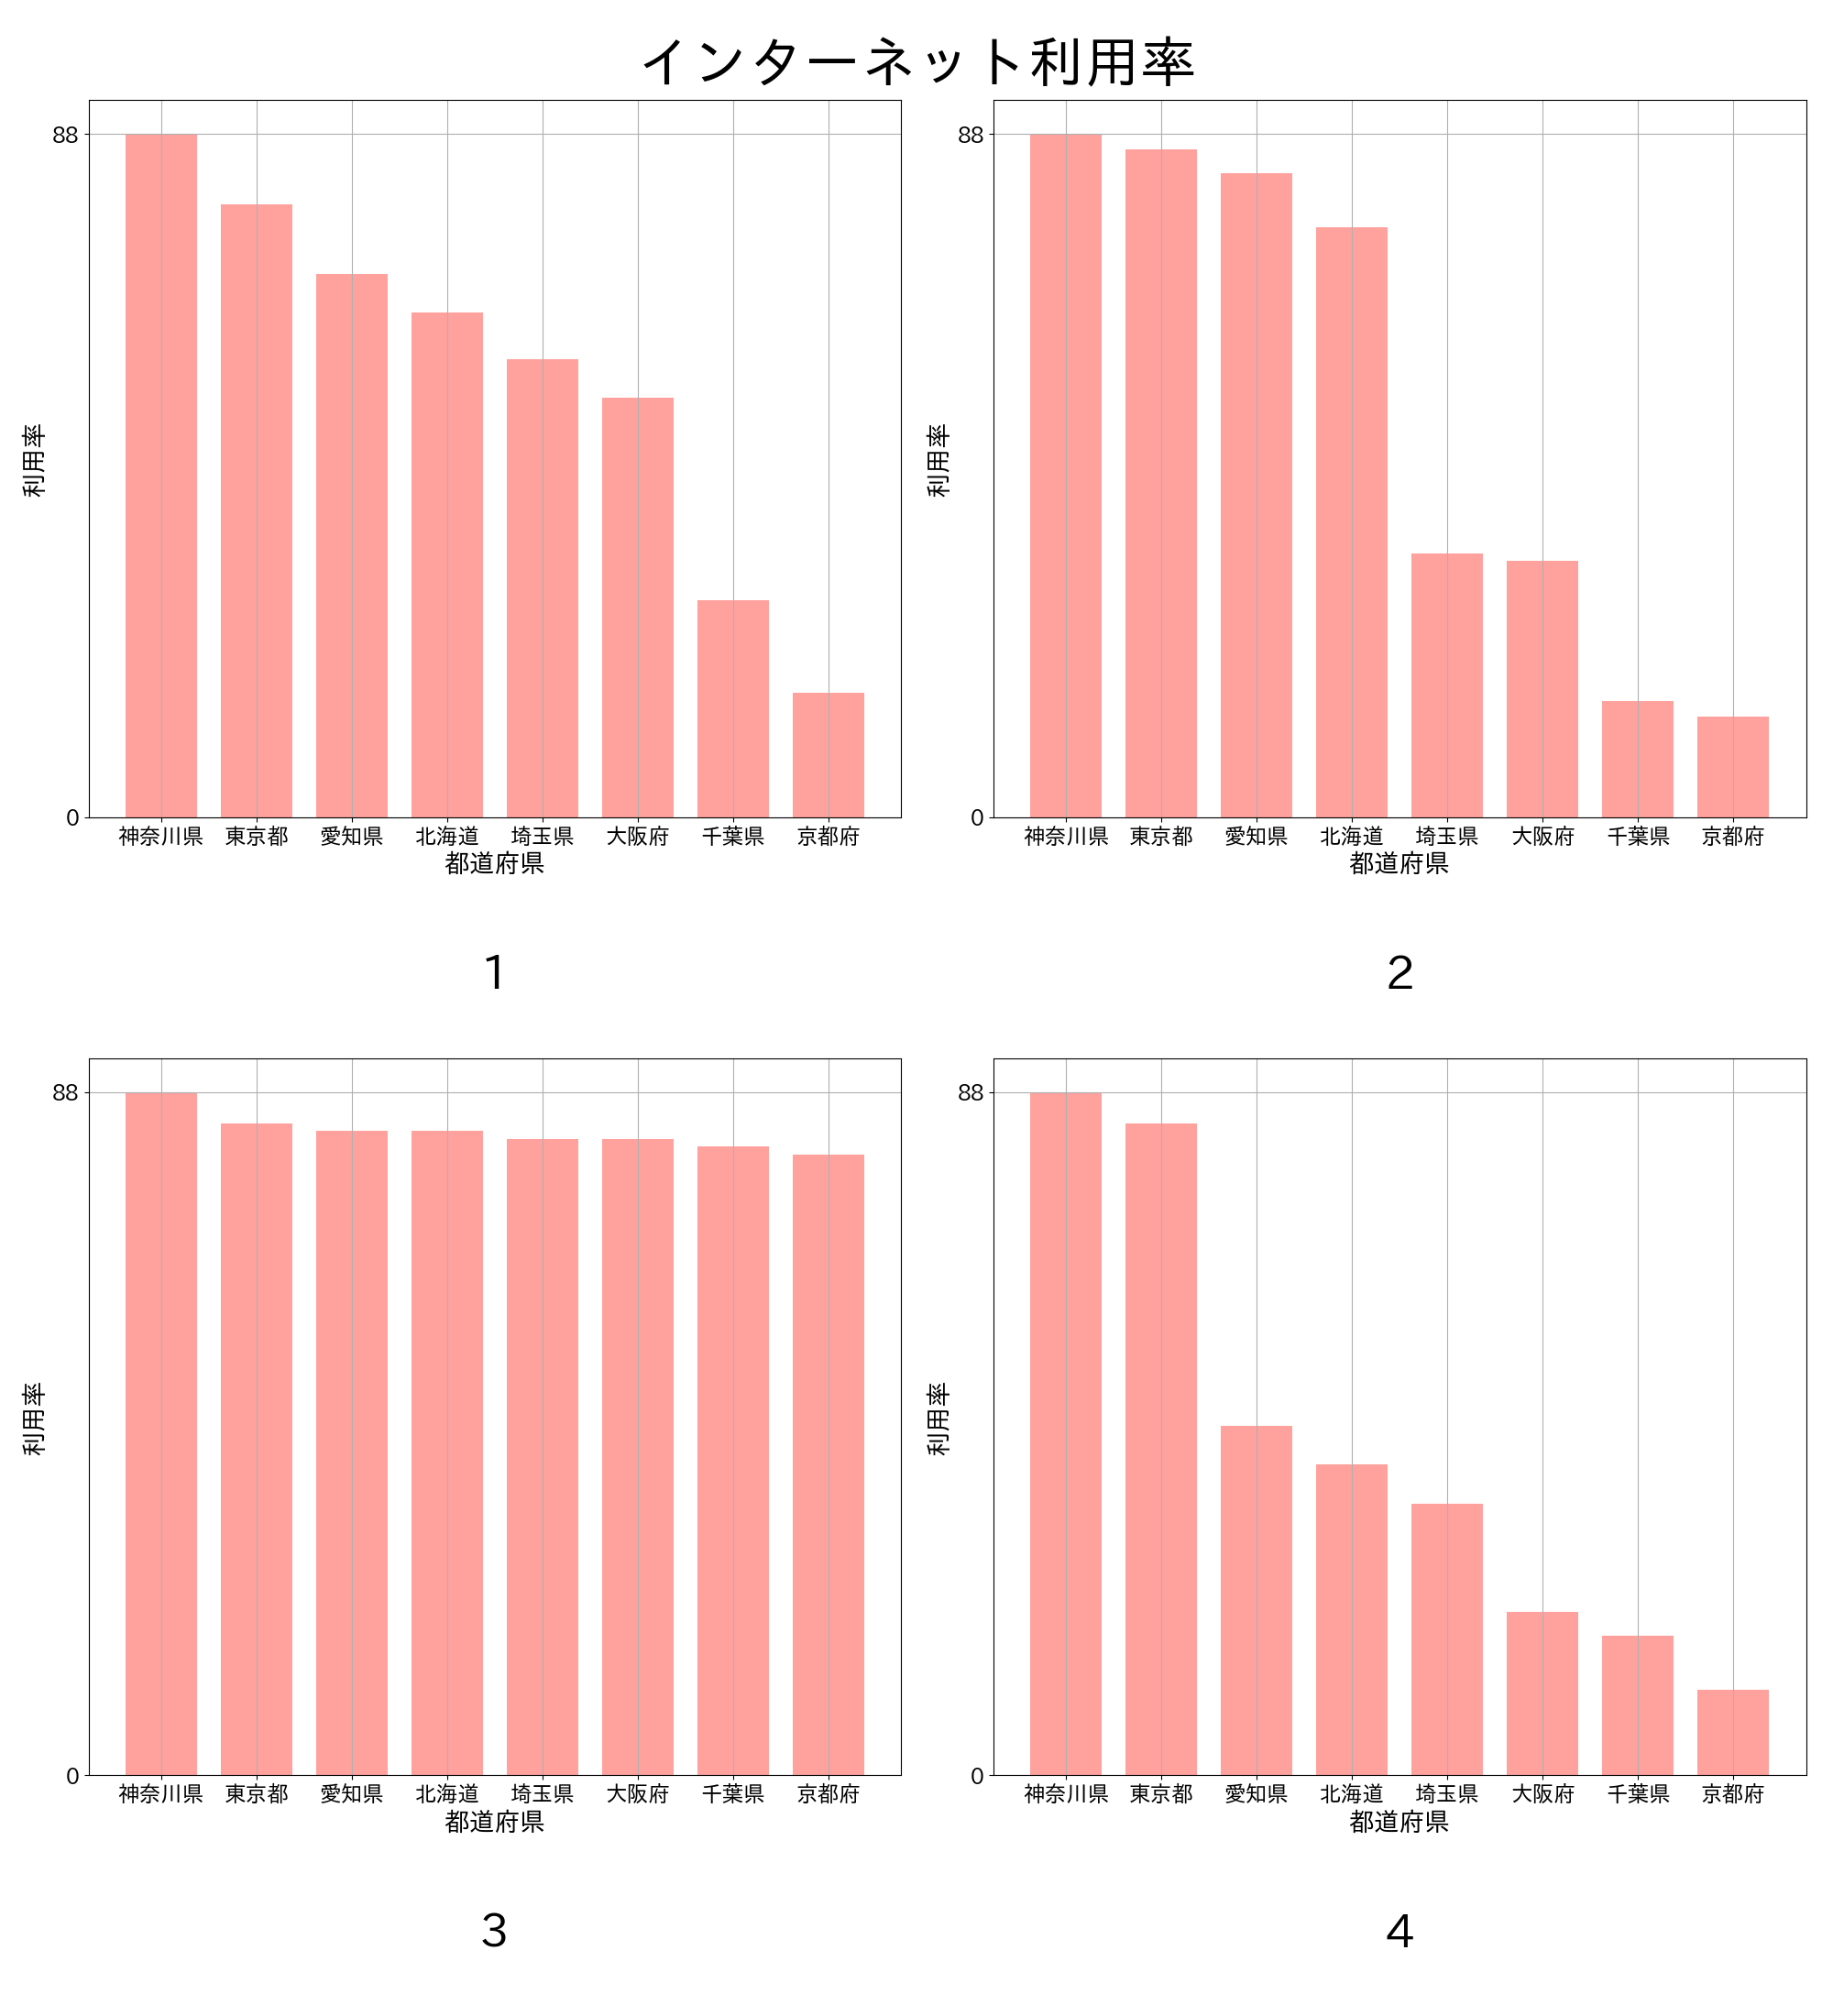 インターネット利用率
88
0
利用率
神奈川県 東京都 愛知県 北海道 埼玉県 大阪府 千葉県 京都府
都道府県
1
88
0
利用率
神奈川県 東京都 愛知県 北海道 埼玉県 大阪府 千葉県 京都府
都道府県
2
88
0
利用率
神奈川県 東京都 愛知県 北海道 埼玉県 大阪府 千葉県 京都府
都道府県
3
88
0
利用率
神奈川県 東京都 愛知県 北海道 埼玉県 大阪府 千葉県 京都府
都道府県
4